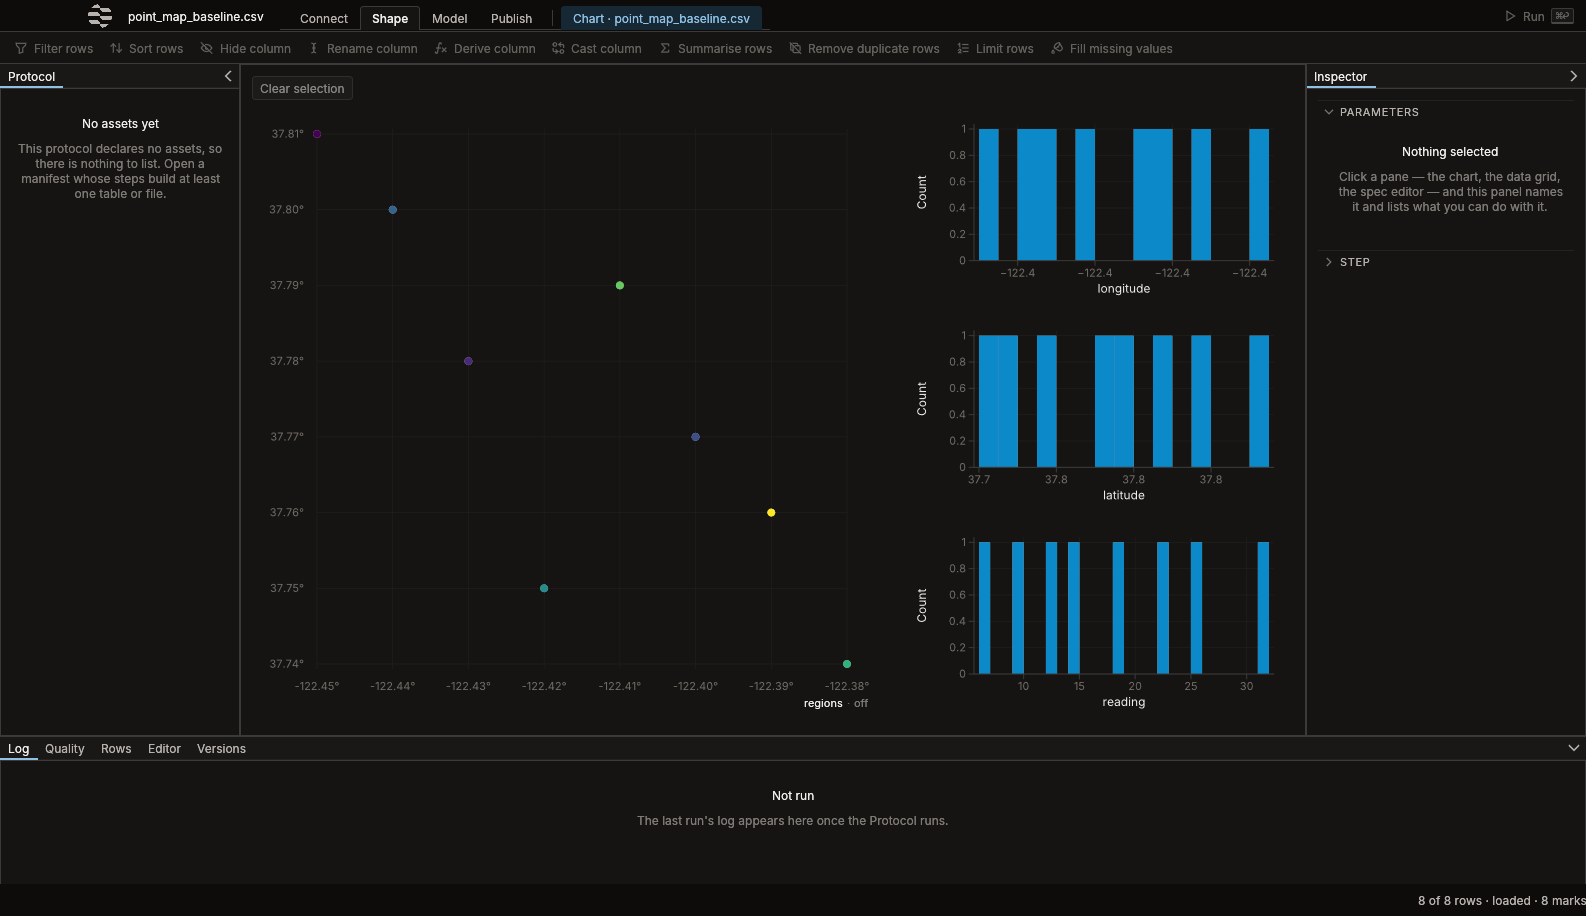 point_map_baseline.csv
Connect
Shape
Model
Publish
Chart · point_map_baseline.csv
Run
Filter rows
Sort rows
Hide column
Rename column
Derive column
Cast column
Summarise rows
Remove duplicate rows
Limit rows
Fill missing values
Protocol
No assets yet
This protocol declares no assets, so
there is nothing to list. Open a
manifest whose steps build at least
one table or file.
Clear selection
37.81°
37.80°
37.79°
37.78°
37.77°
37.76°
37.75°
37.74°
-122.45°
-122.44°
-122.43°
-122.42°
-122.41°
-122.40°
-122.39°
-122.38°
regions · off
Count
1
0.8
0.6
0.4
0.2
0
−122.4
−122.4
−122.4
−122.4
longitude
Count
1
0.8
0.6
0.4
0.2
0
37.7
37.8
37.8
37.8
latitude
Count
1
0.8
0.6
0.4
0.2
0
10
15
20
25
30
reading
Inspector
PARAMETERS
Nothing selected
Click a pane — the chart, the data grid,
the spec editor — and this panel names
it and lists what you can do with it.
STEP
Log
Quality
Rows
Editor
Versions
Not run
The last run's log appears here once the Protocol runs.
8 of 8 rows · loaded · 8 marks